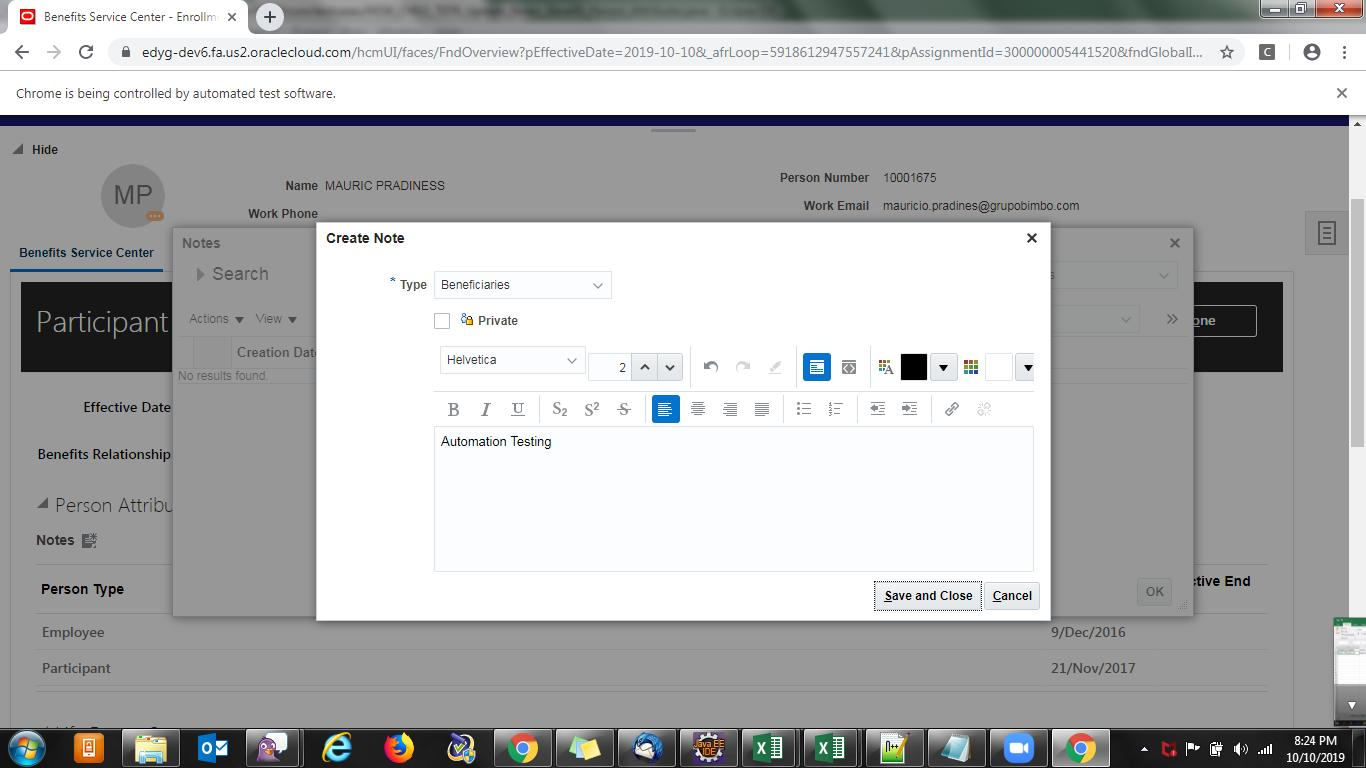 Benefits Service Center - Enrollm
edyg-dev6.fa.us2.oraclecloud.com/hcmUI/faces/FndOverview?pEffectiveDate=2019-10-10&_afrLoop=5918612947557241&pAssignmentId=300000005441520&fndGlobalI...
C
Chrome is being controlled by automated test software.
Hide
MP
Name MAURIC PRADINESS
Person Number 10001675
Work Phone
Work Email mauricio.pradines@grupobimbo.com
Benefits Service Center
Notes
Create Note
Search
* Type Beneficiaries
Participant
Actions View
Private
one
Creation Dat
Helvetica 2
No results found.
Effective Date
B I U S2 S2 S
Automation Testing
Benefits Relationship
Person Attribu
Notes
Person Type
ctive End
OK
Save and Close Cancel
Employee 9/Dec/2016
Participant 21/Nov/2017
Java EE
IDE
8:24 PM
10/10/2019